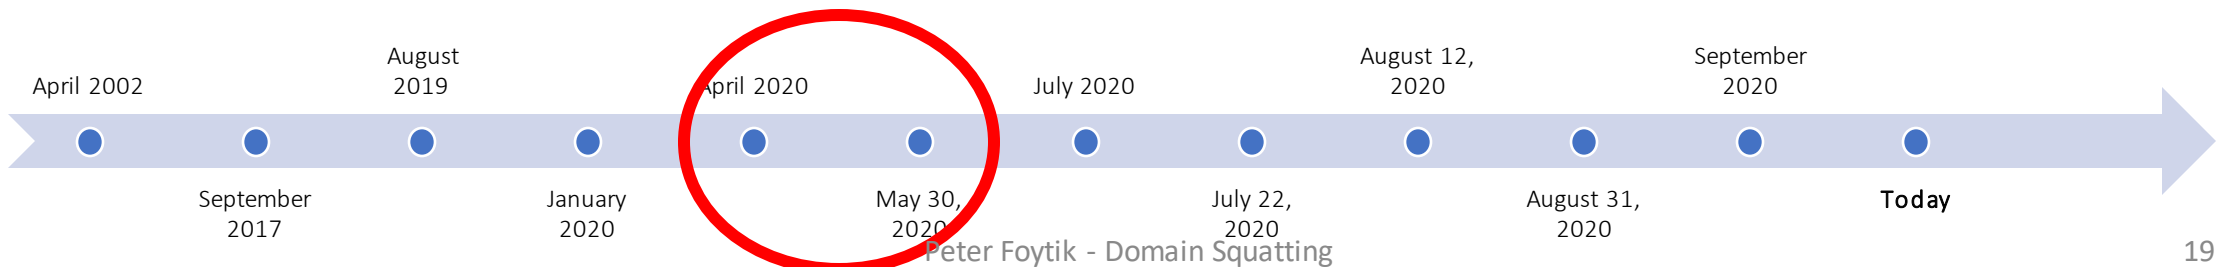 April 2002
September
2017
August
2019
January
2020
April 2020
May 30,
2020
July 2020
July 22,
2020
August 12,
2020
August 31,
2020
September
2020
Today
Peter Foytik - Domain Squatting
19